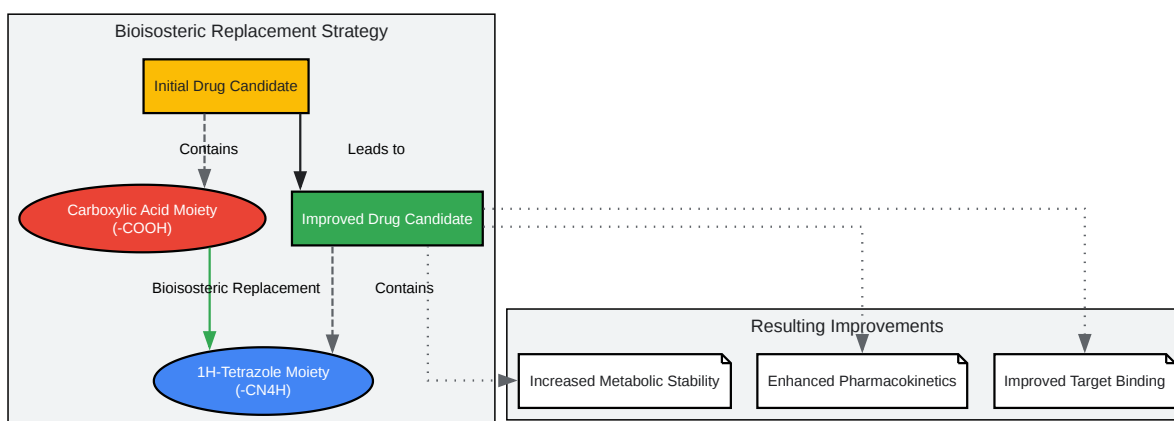 Bioisosteric Replacement Strategy
Initial Drug Candidate
Contains
Leads to
Carboxylic Acid Moiety
(-COOH)
Improved Drug Candidate
Bioisosteric Replacement
Contains
Resulting Improvements
1H-Tetrazole Moiety
(-CN4H)
Increased Metabolic Stability
Enhanced Pharmacokinetics
Improved Target Binding